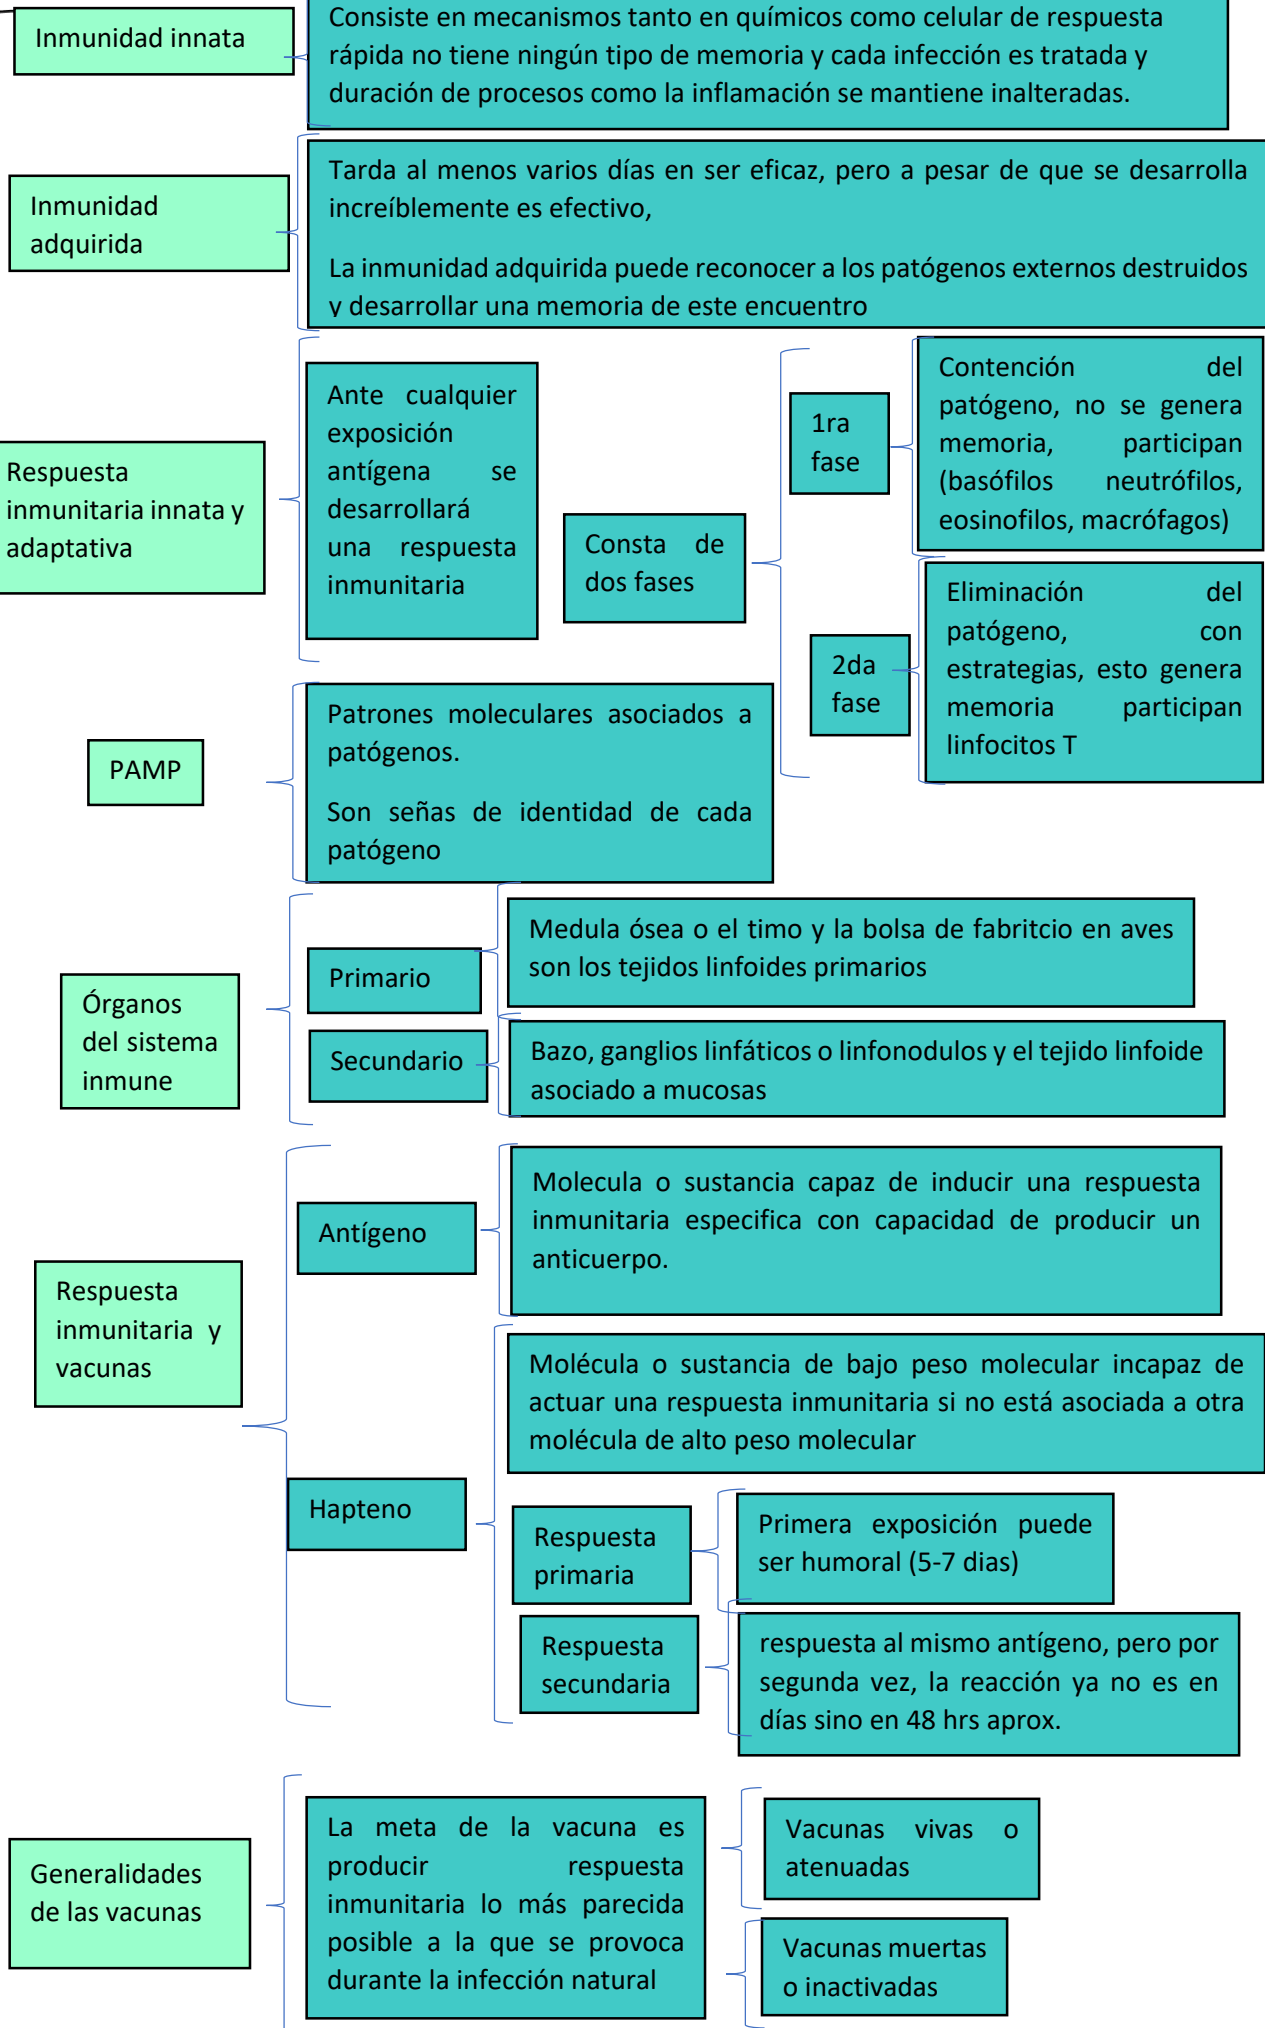 Inmunidad innata
Consiste en mecanismos tanto en químicos como celular de respuesta
rápida no tiene ningún tipo de memoria y cada infección es tratada y
duración de procesos como la inflamación se mantiene inalteradas.
Inmunidad
adquirida
Tarda al menos varios días en ser eficaz, pero a pesar de que se desarrolla
increíblemente es efectivo,
La inmunidad adquirida puede reconocer a los patógenos externos destruidos
y desarrollar una memoria de este encuentro
Respuesta
inmunitaria innata y
adaptativa
Ante cualquier
exposición
antígena se
desarrollará
una respuesta
inmunitaria
Consta de
dos fases
1ra
fase
Contención del
patógeno, no se genera
memoria, participan
(basófilos neutrófilos,
eosinofilos, macrófagos)
2da
fase
Eliminación del
patógeno, con
estrategias, esto genera
memoria participan
linfocitos T
PAMP
Patrones moleculares asociados a
patógenos.
Son señas de identidad de cada
patógeno
Órganos
del sistema
inmune
Primario
Medula ósea o el timo y la bolsa de fabritcio en aves
son los tejidos linfoides primarios
Secundario
Bazo, ganglios linfáticos o linfonodulos y el tejido linfoide
asociado a mucosas
Respuesta
inmunitaria y
vacunas
Antígeno
Molecula o sustancia capaz de inducir una respuesta
inmunitaria especifica con capacidad de producir un
anticuerpo.
Hapteno
Molécula o sustancia de bajo peso molecular incapaz de
actuar una respuesta inmunitaria si no está asociada a otra
molécula de alto peso molecular
Respuesta
primaria
Primera exposición puede
ser humoral (5-7 dias)
Respuesta
secundaria
respuesta al mismo antígeno, pero por
segunda vez, la reacción ya no es en
días sino en 48 hrs aprox.
Generalidades
de las vacunas
La meta de la vacuna es
producir respuesta
inmunitaria lo más parecida
posible a la que se provoca
durante la infección natural
Vacunas vivas o
atenuadas
Vacunas muertas
o inactivadas